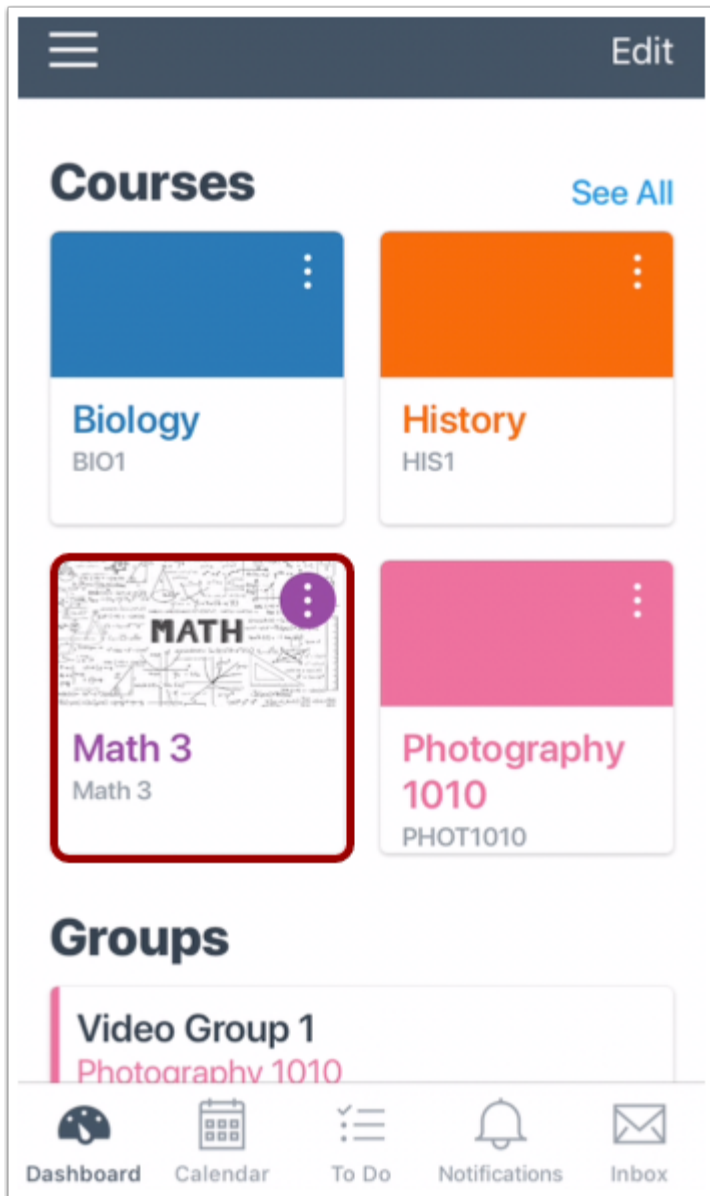 Edit
Courses
See All
Biology
BIO1
History
HIS1
MATH
Math 3
Math 3
Photography
1010
PHOT1010
Groups
Video Group 1
Photography 1010
Dashboard
Calendar
To Do
Notifications
Inbox